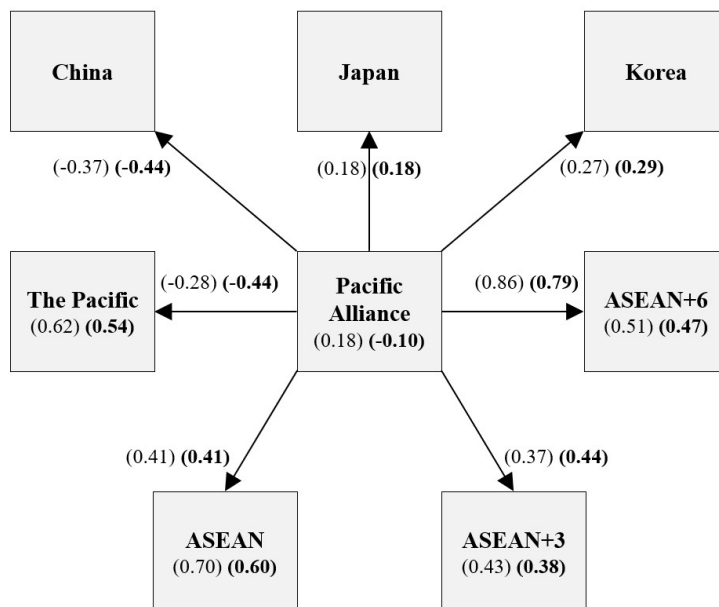 China
Japan
Korea
(-0.37) (-0.44)
(0.18) (0.18)
(0.27) (0.29)
The Pacific
(0.62) (0.54)
(-0.28) (-0.44)
Pacific
Alliance
(0.18) (-0.10)
(0.86) (0.79)
ASEAN+6
(0.51) (0.47)
(0.41) (0.41)
(0.37) (0.44)
ASEAN
(0.70) (0.60)
ASEAN+3
(0.43) (0.38)